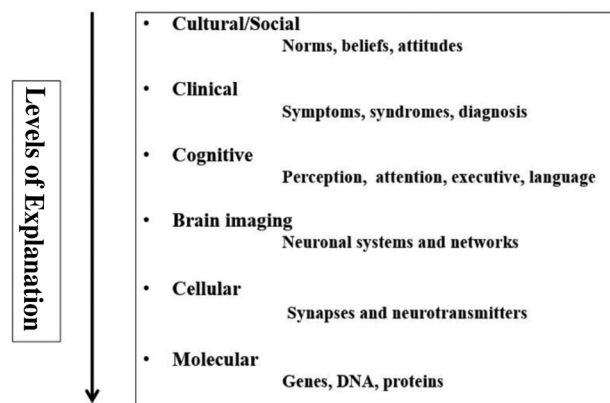 Levels of Explanation
• Cultural/Social
Norms, beliefs, attitudes
• Clinical
Symptoms, syndromes, diagnosis
• Cognitive
Perception, attention, executive, language
• Brain imaging
Neuronal systems and networks
• Cellular
Synapses and neurotransmitters
• Molecular
Genes, DNA, proteins